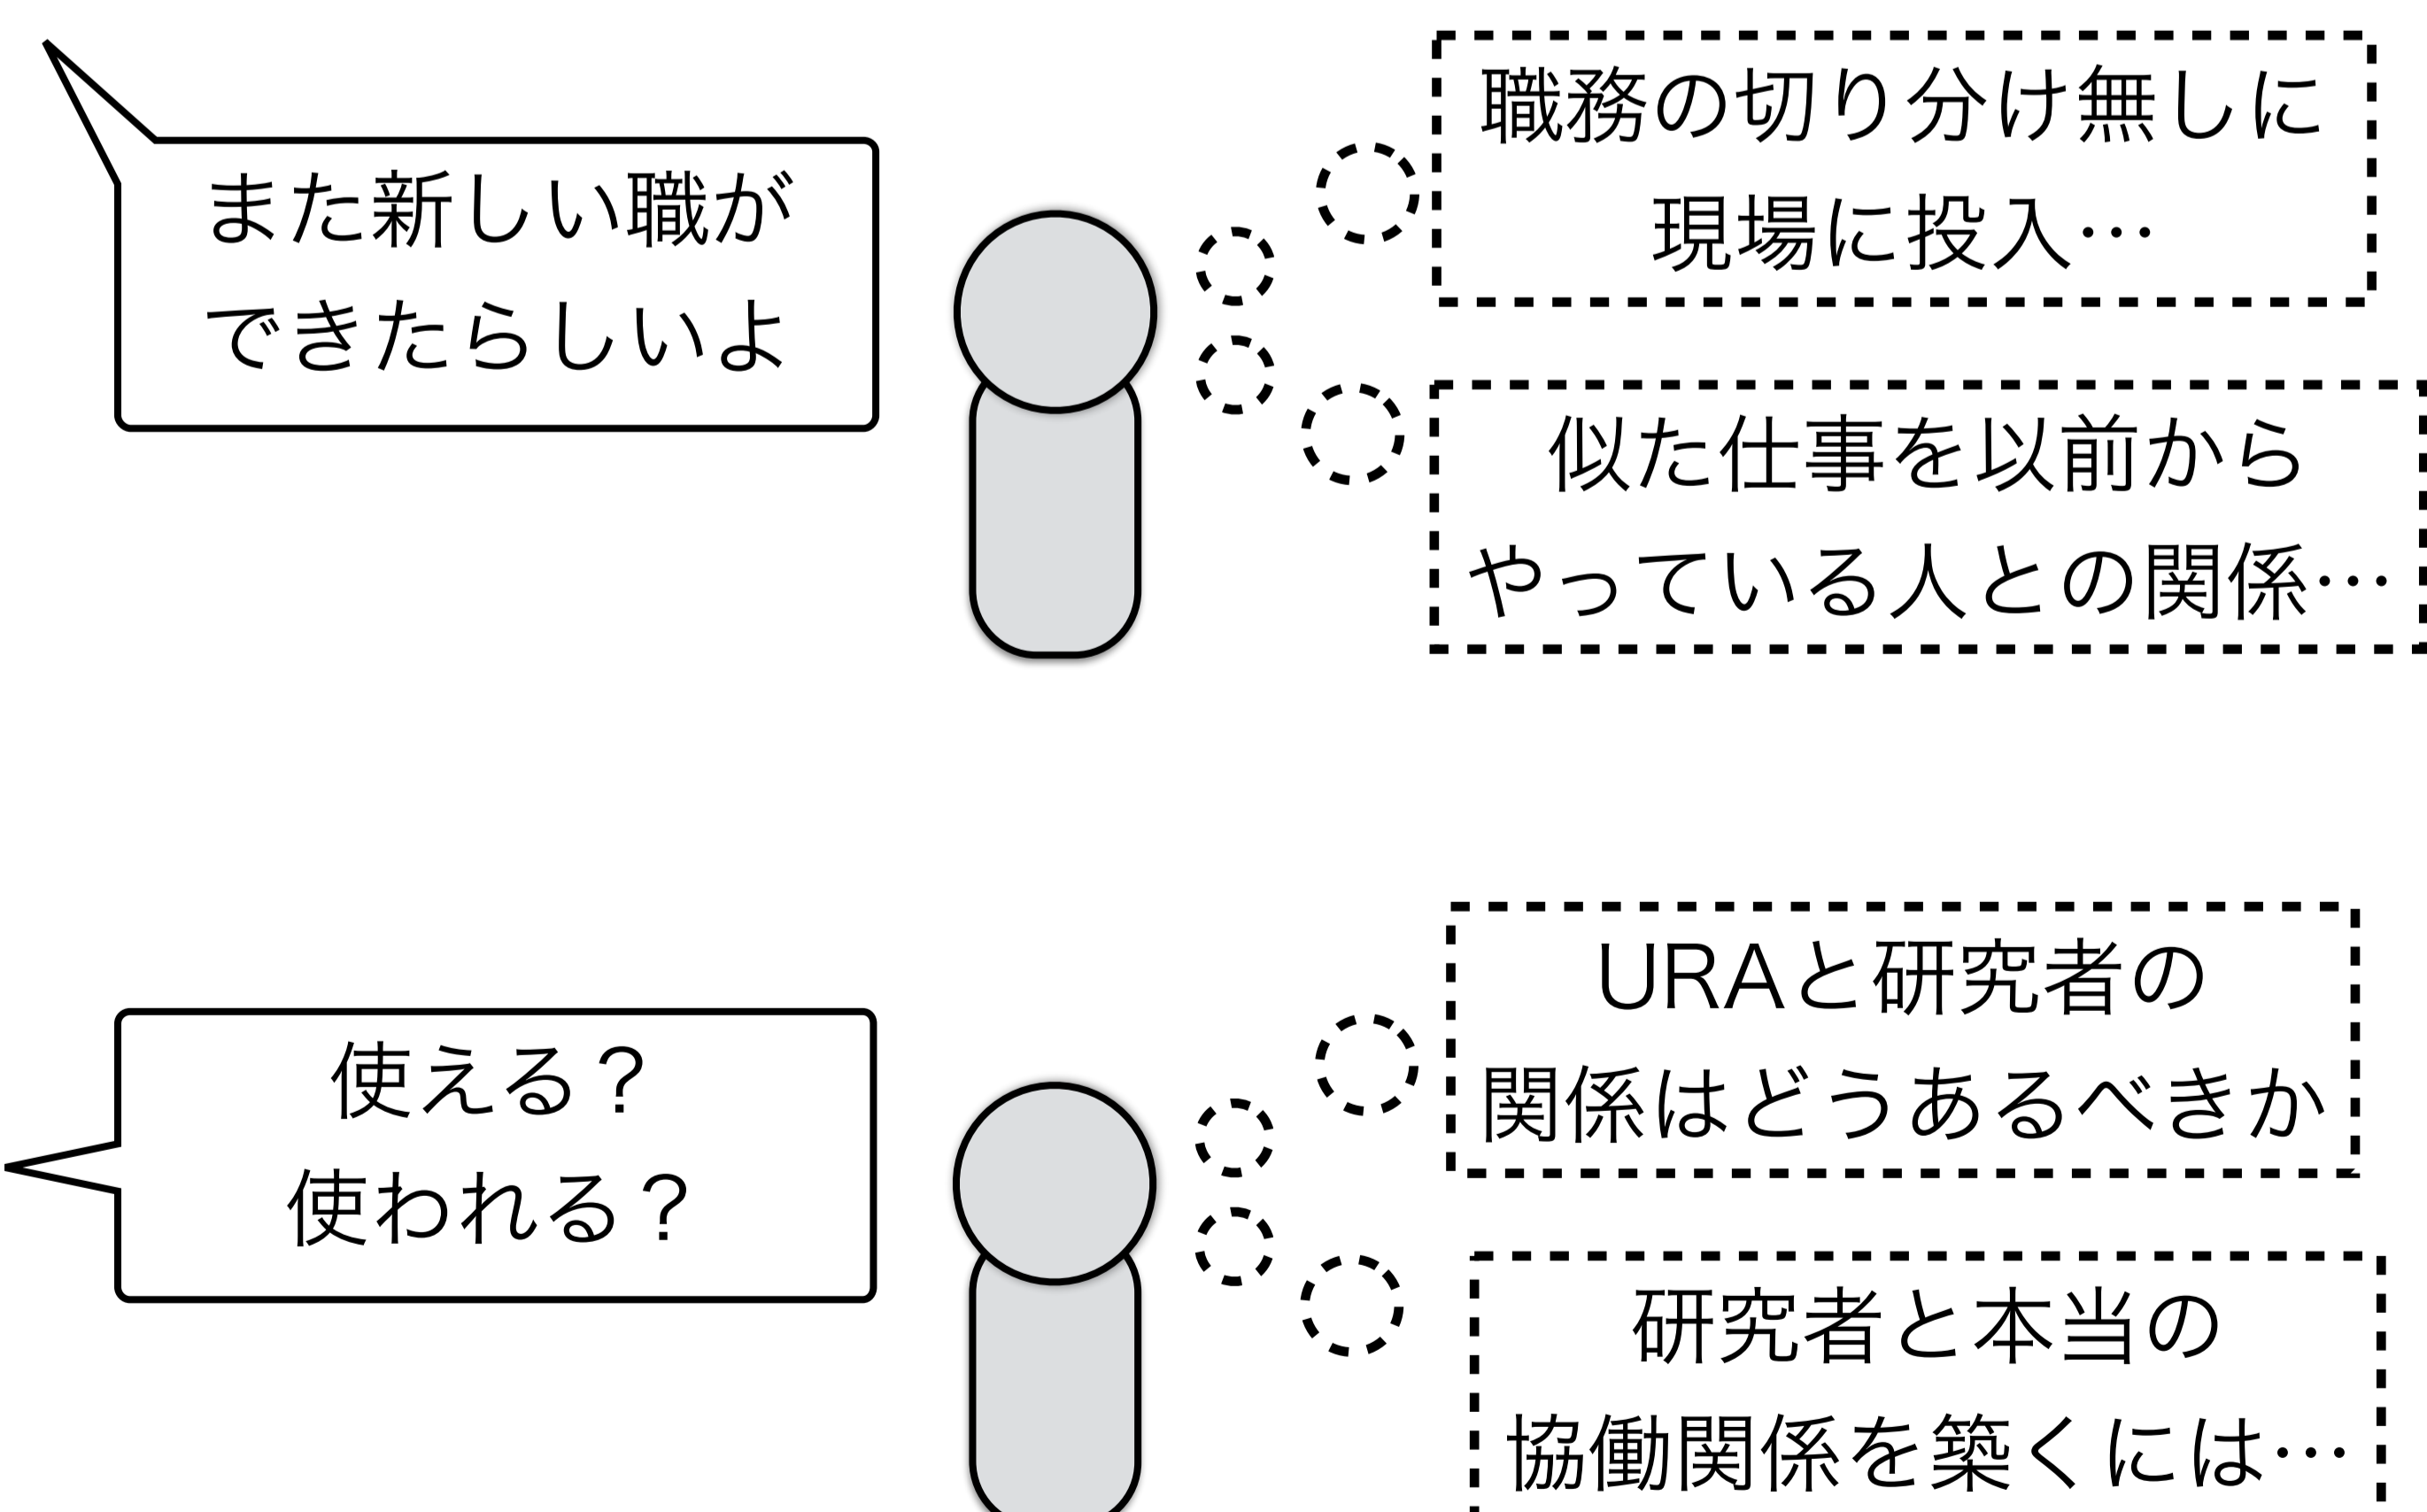 また新しい職が
できたらしいよ
職務の切り分け無しに
現場に投入…
似た仕事を以前から
やっている人との関係…
使える？
使われる？
URAと研究者の
関係はどうあるべきか
研究者と本当の
協働関係を築くには…